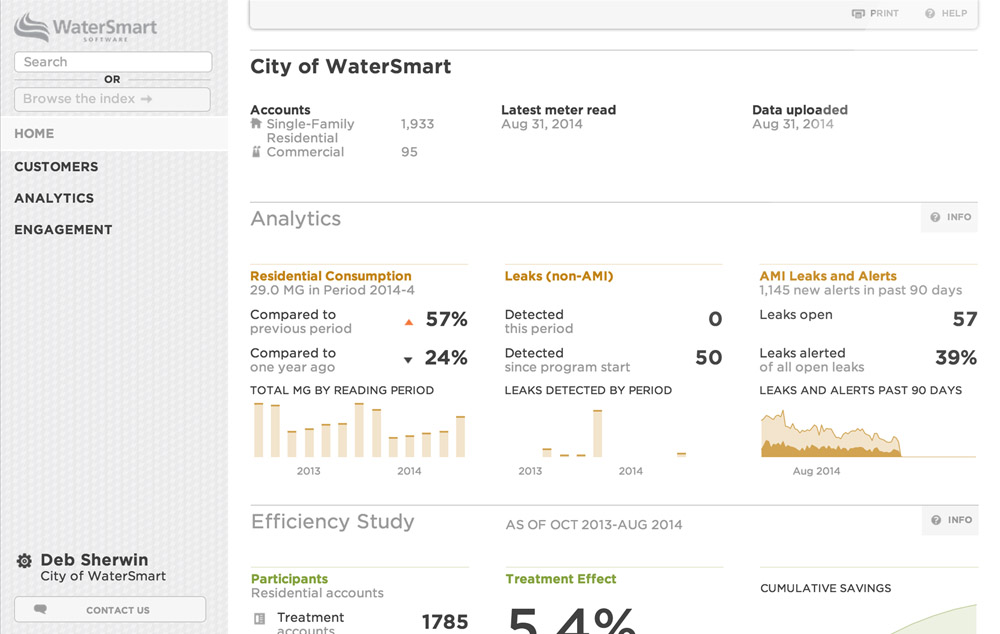 WaterSmart
SOFTWARE
Search
OR
Browse the index →
HOME
CUSTOMERS
ANALYTICS
ENGAGEMENT
Deb Sherwin
City of WaterSmart
CONTACT US
PRINT HELP
City of WaterSmart
Accounts
Single-Family 1,933
Residential
Commercial 95
Latest meter read
Aug 31, 2014
Data uploaded
Aug 31, 2014
Analytics
INFO
Residential Consumption
29.0 MG in Period 2014-4
Compared to
previous period
▲ 57%
Compared to
one year ago
▼ 24%
TOTAL MG BY READING PERIOD
2013 2014
Leaks (non-AMI)
Detected
this period
0
Detected
since program start
50
LEAKS DETECTED BY PERIOD
2013 2014
AMI Leaks and Alerts
1,145 new alerts in past 90 days
Leaks open 57
Leaks alerted
of all open leaks
39%
LEAKS AND ALERTS PAST 90 DAYS
Aug 2014
Efficiency Study
AS OF OCT 2013-AUG 2014
INFO
Participants
Residential accounts
Treatment
accounts
1785
Treatment Effect
5.4%
CUMULATIVE SAVINGS